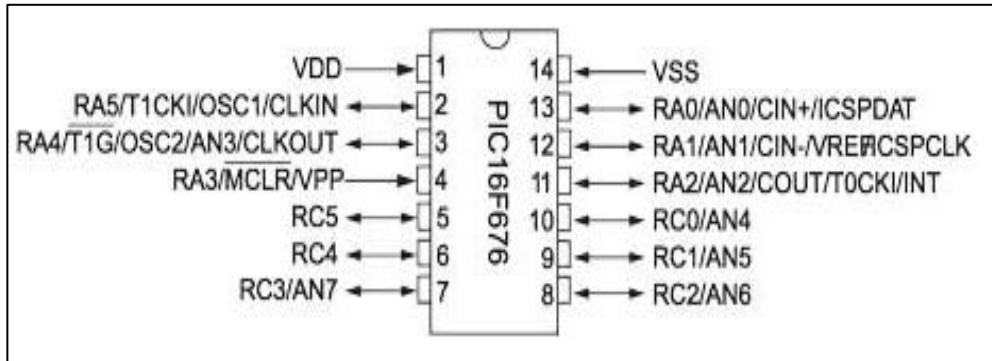 VDD 1 14 VSS
RA5/T1CKI/OSC1/CLKIN 2 13 RA0/AN0/CIN+/ICSPDAT
RA4/T1G/OSC2/AN3/CLKOUT 3 12 RA1/AN1/CIN-/VREF/ICSPCLK
RA3/MCLR/VPP 4 11 RA2/AN2/COUT/T0CKI/INT
RC5 5 10 RC0/AN4
RC4 6 9 RC1/AN5
RC3/AN7 7 8 RC2/AN6
PIC16F676